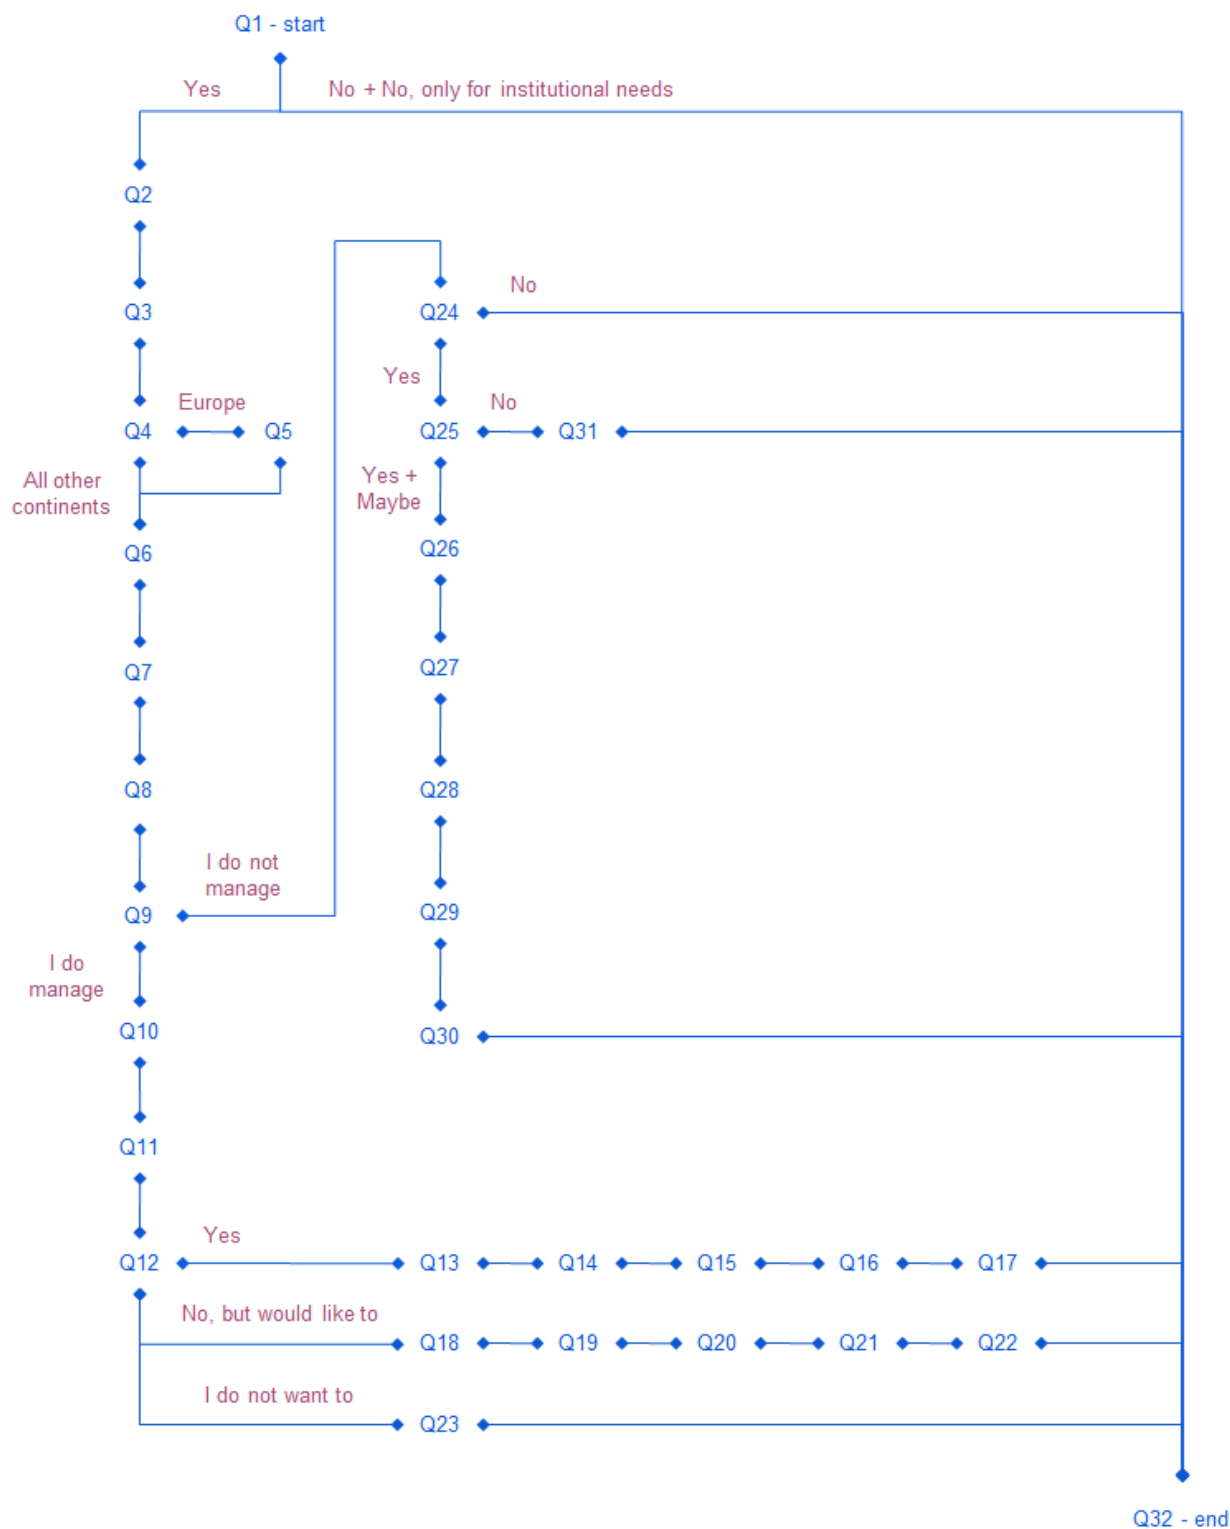 Q1 - start
Yes
No + No, only for institutional needs
Q2
Q3
Q24
No
Yes
Q4
Europe
Q5
Q25
No
Q31
All other
continents
Yes +
Maybe
Q6
Q26
Q7
Q27
Q8
Q28
I do not
manage
Q9
Q29
I do
manage
Q10
Q30
Q11
Q12
Yes
Q13
Q14
Q15
Q16
Q17
No, but would like to
Q18
Q19
Q20
Q21
Q22
I do not want to
Q23
Q32 - end